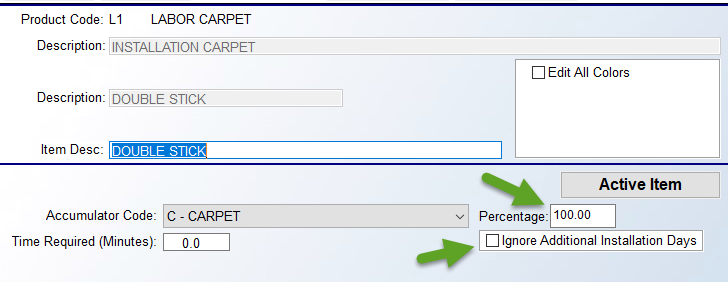 Product Code: L1 LABOR CARPET
Description: INSTALLATION CARPET
Edit All Colors
Description: DOUBLE STICK
Item Desc: DOUBLE STICK
Active Item
Accumulator Code: C - CARPET Percentage: 100.00
Time Required (Minutes): 0.0 Ignore Additional Installation Days